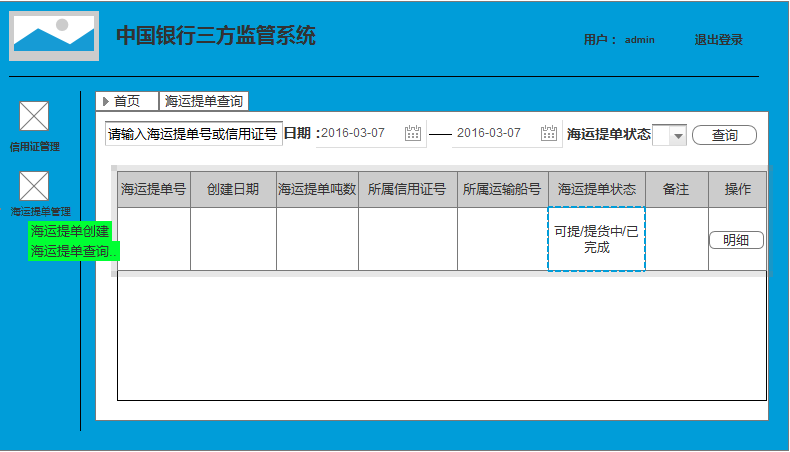 中国银行三方监管系统
用户： admin 退出登录
首页 海运提单查询
请输入海运提单号或信用证号 日期： 2016-03-07 —— 2016-03-07 海运提单状态 查询
信用证管理
海运提单管理
海运提单创建
海运提单查询..
海运提单号 创建日期 海运提单吨数 所属信用证号 所属运输船号 海运提单状态 备注 操作
可提/提货中/已
完成
明细